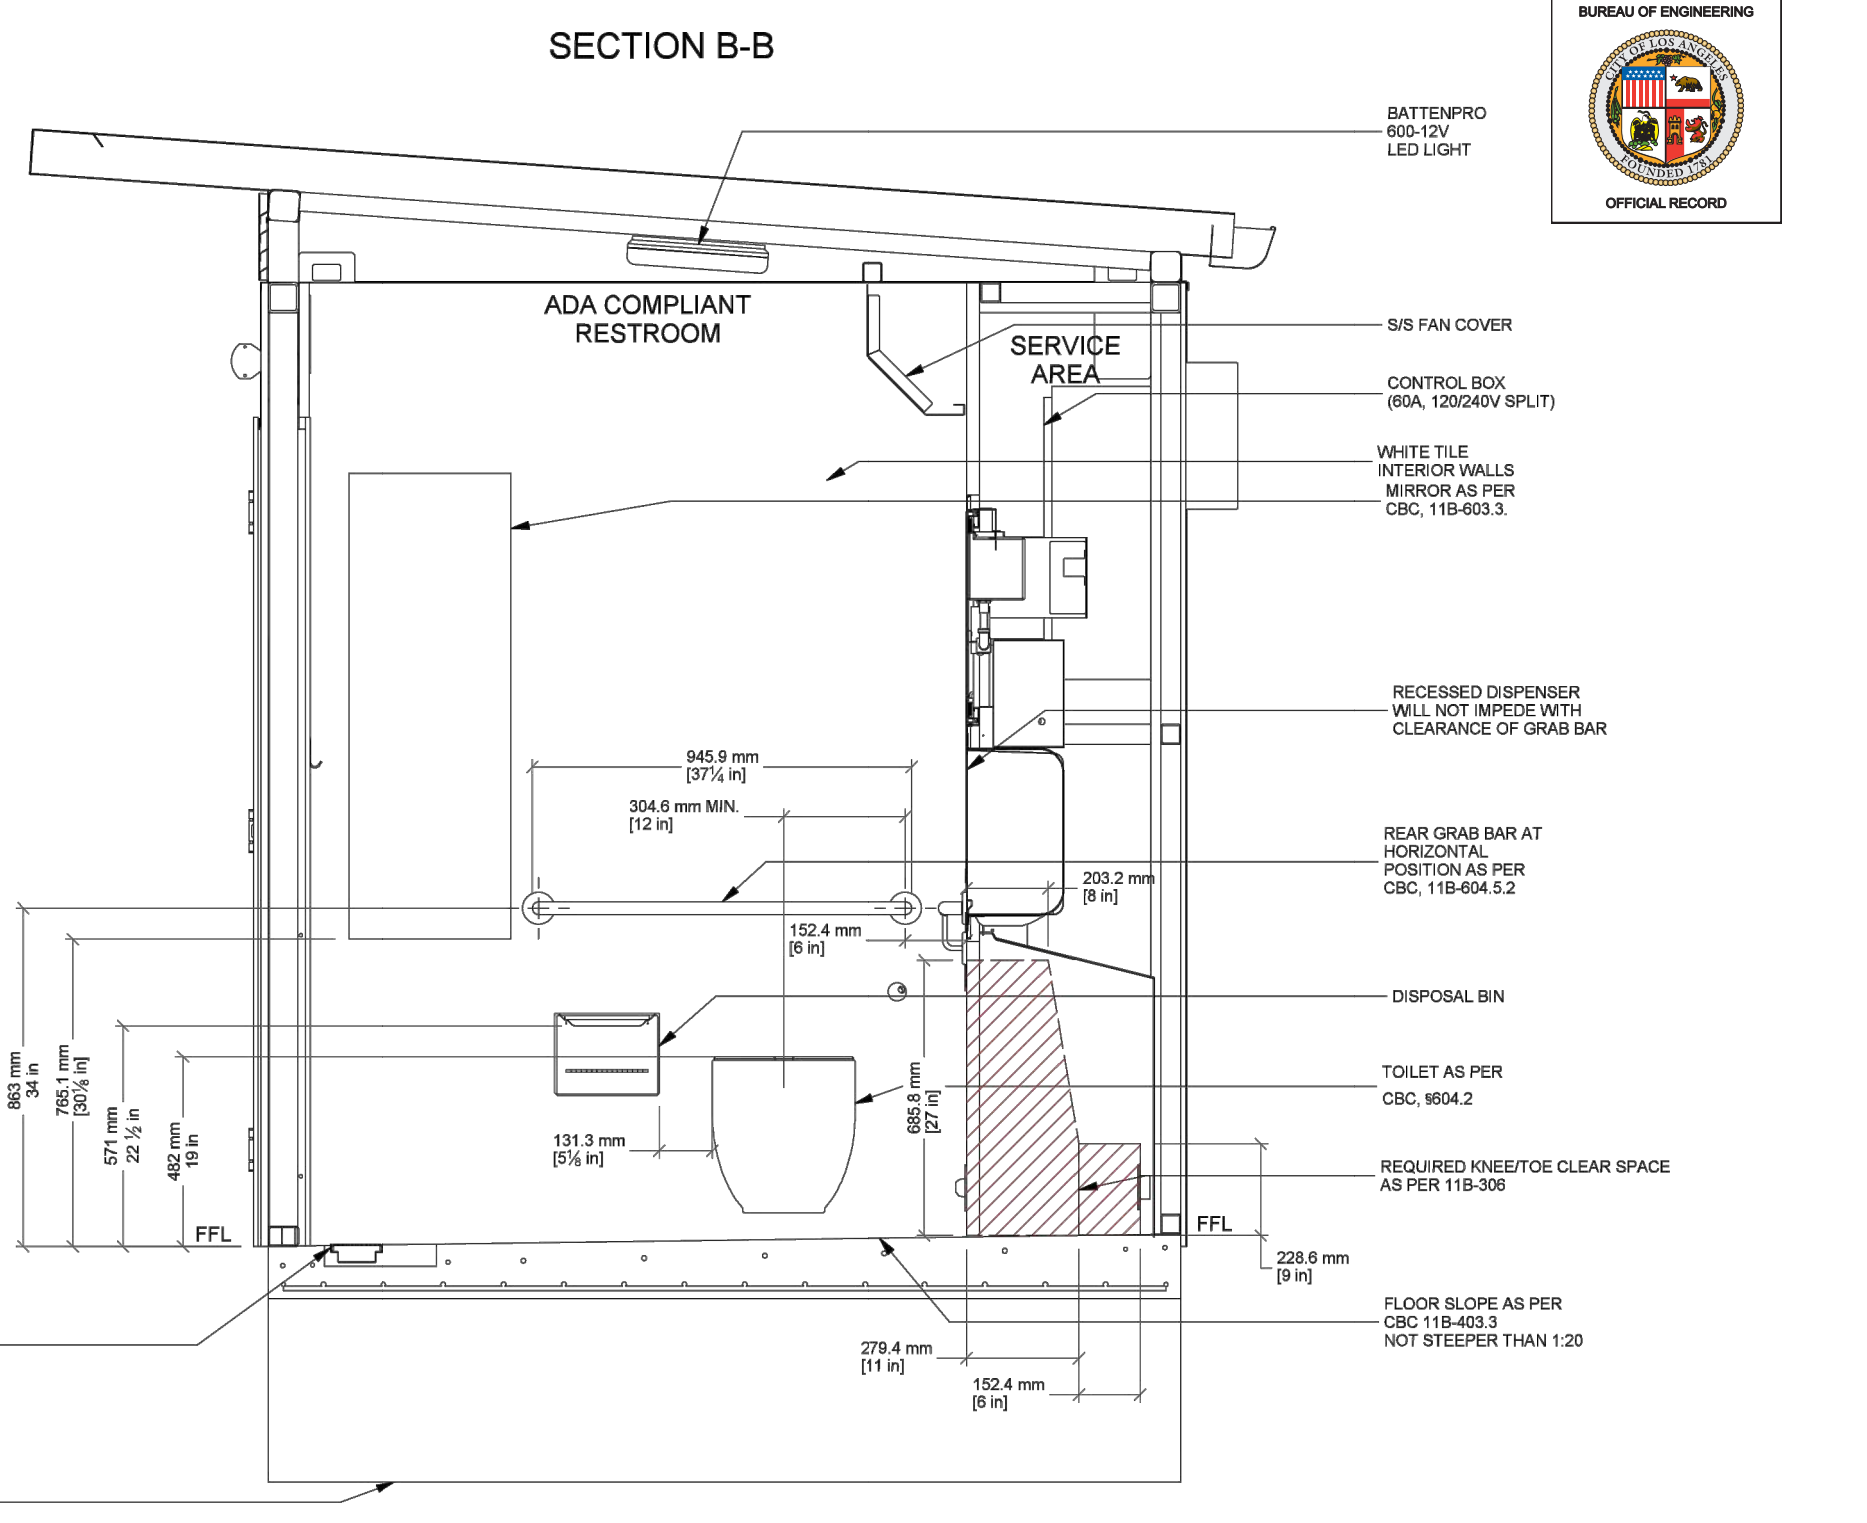 BUREAU OF ENGINEERING
CITY OF LOS ANGELES
FOUNDED 1781
OFFICIAL RECORD
SECTION B-B
BATTENPRO
600-12V
LED LIGHT
ADA COMPLIANT
RESTROOM
S/S FAN COVER
SERVICE
AREA
CONTROL BOX
(60A, 120/240V SPLIT)
WHITE TILE
INTERIOR WALLS
MIRROR AS PER
CBC, 11B-603.3.
RECESSED DISPENSER
WILL NOT IMPEDE WITH
CLEARANCE OF GRAB BAR
945.9 mm
[37¼ in]
304.6 mm MIN.
[12 in]
REAR GRAB BAR AT
HORIZONTAL
POSITION AS PER
CBC, 11B-604.5.2
203.2 mm
[8 in]
152.4 mm
[6 in]
DISPOSAL BIN
863 mm
34 in
765.1 mm
[30⅛ in]
571 mm
22 ½ in
482 mm
19 in
685.8 mm
[27 in]
TOILET AS PER
CBC, §604.2
131.3 mm
[5⅛ in]
REQUIRED KNEE/TOE CLEAR SPACE
AS PER 11B-306
FFL
FFL
228.6 mm
[9 in]
FLOOR SLOPE AS PER
CBC 11B-403.3
NOT STEEPER THAN 1:20
279.4 mm
[11 in]
152.4 mm
[6 in]